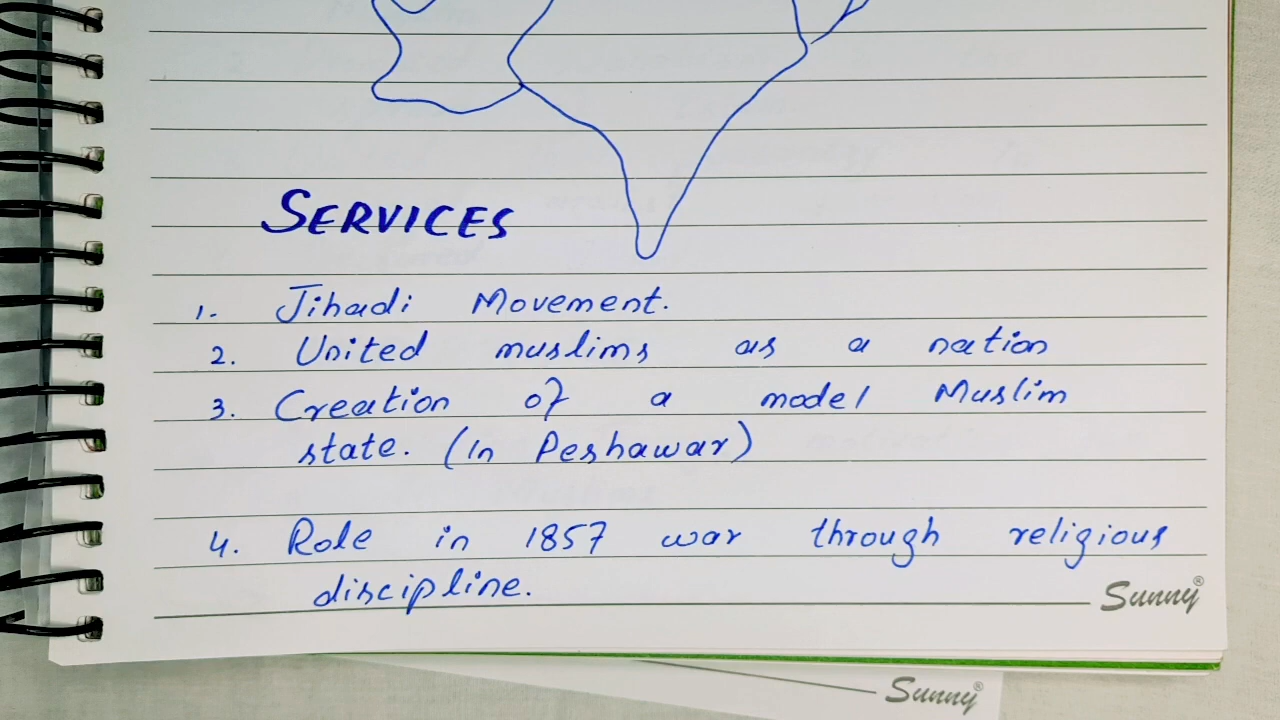 SERVICES
1. Jihadi Movement.
2. United muslims as a nation
3. Creation of a model Muslim
state. (In Peshawar)
4. Role in 1857 war through religious
discipline.
Sunny®
Sunny®